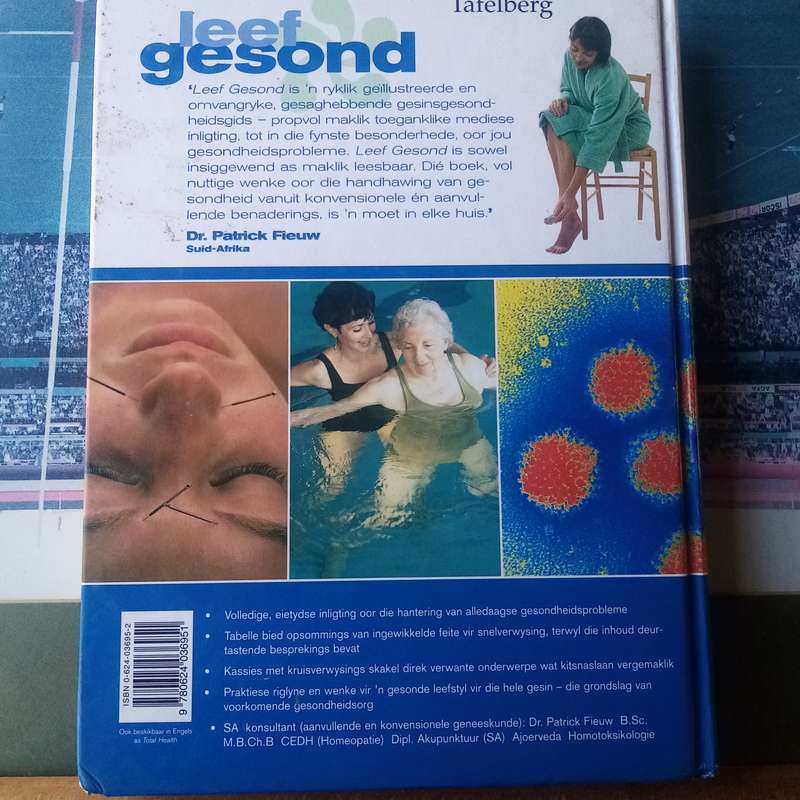 Tafelberg
leef
gesond
‘Leef Gesond is 'n ryklik geïllustreerde en
omvangryke, gesaghebbende gesinsgesond-
heidsgids – propvol maklik toeganklike mediese
inligting, tot in die fynste besonderhede, oor jou
gesondheidsprobleme. Leef Gesond is sowel
insiggewend as maklik leesbaar. Dié boek, vol
nuttige wenke oor die handhawing van ge-
sondheid vanuit konvensionele én aanvul-
lende benaderings, is 'n moet in elke huis.’
Dr. Patrick Fieuw
Suid-Afrika
• Volledige, eietydse inligting oor die hantering van alledaagse gesondheidsprobleme
• Tabelle bied opsommings van ingewikkelde feite vir snelverwysing, terwyl die inhoud deur-
tastende besprekings bevat
• Kassies met kruisverwysings skakel direk verwante onderwerpe wat kitsnaslaan vergemaklik
• Praktiese riglyne en wenke vir 'n gesonde leefstyl vir die hele gesin – die grondslag van
voorkomende gesondheidsorg
• SA konsultant (aanvullende en konvensionele geneeskunde): Dr. Patrick Fieuw B.Sc.
M.B.Ch.B CEDH (Homeopatie) Dipl. Akupunktuur (SA) Ajoerveda Homotoksikologie
ISBN 0-624-03695-2
9 780624 036951
Ook beskikbaar in Engels
as Total Health
AGFA